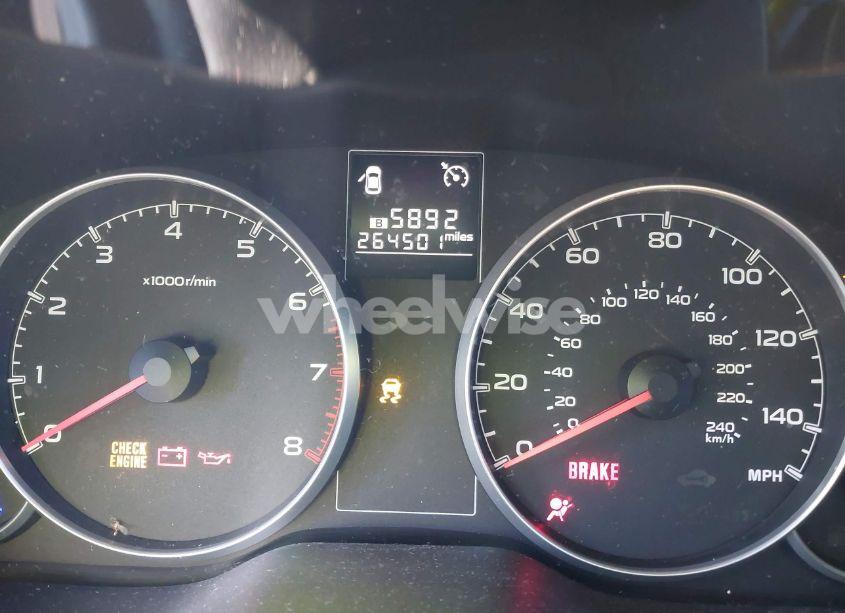 B 5892
264501 miles
0 1 2 3 4 5 6 7 8
x1000r/min
CHECK
ENGINE
0 20 40 60 80 100 120 140
MPH
0 20 40 60 80 100 120 140 160 180 200 220 240
km/h
BRAKE
wheelwise